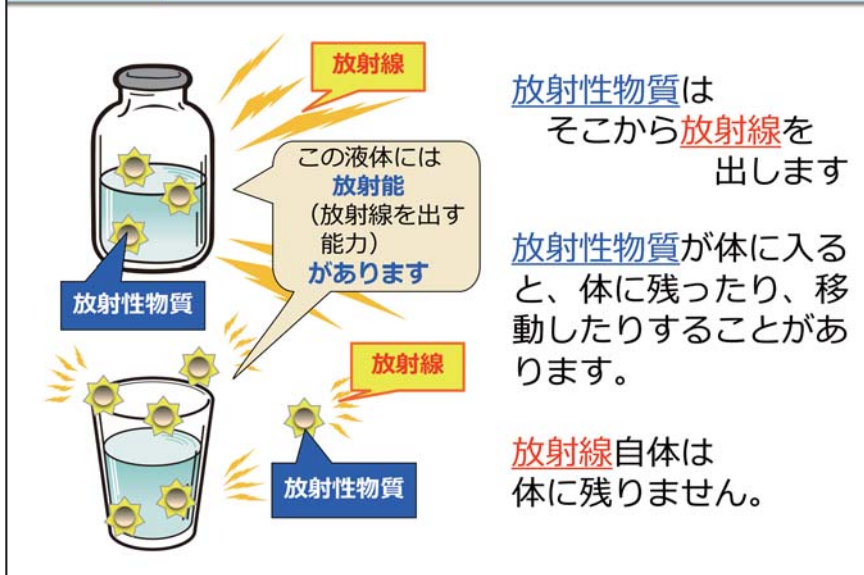 放射線
この液体には
放射能
（放射線を出す
能力）
があります
放射性物質
放射線
放射性物質
放射性物質は
そこから放射線を
出します
放射性物質が体に入る
と、体に残ったり、移
動したりすることがあ
ります。
放射線自体は
体に残りません。